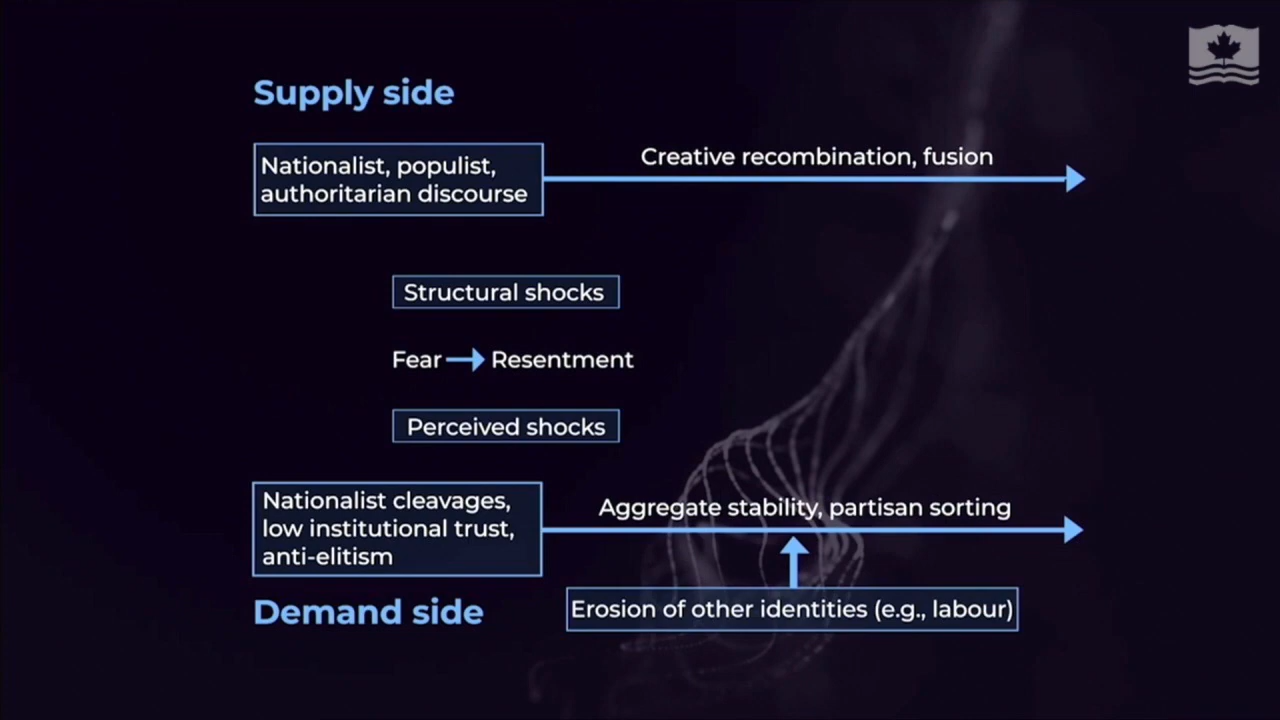 Supply side
Nationalist, populist,
authoritarian discourse
Creative recombination, fusion
Structural shocks
Fear
Resentment
Perceived shocks
Nationalist cleavages,
low institutional trust,
anti-elitism
Aggregate stability, partisan sorting
Demand side
Erosion of other identities (e.g., labour)